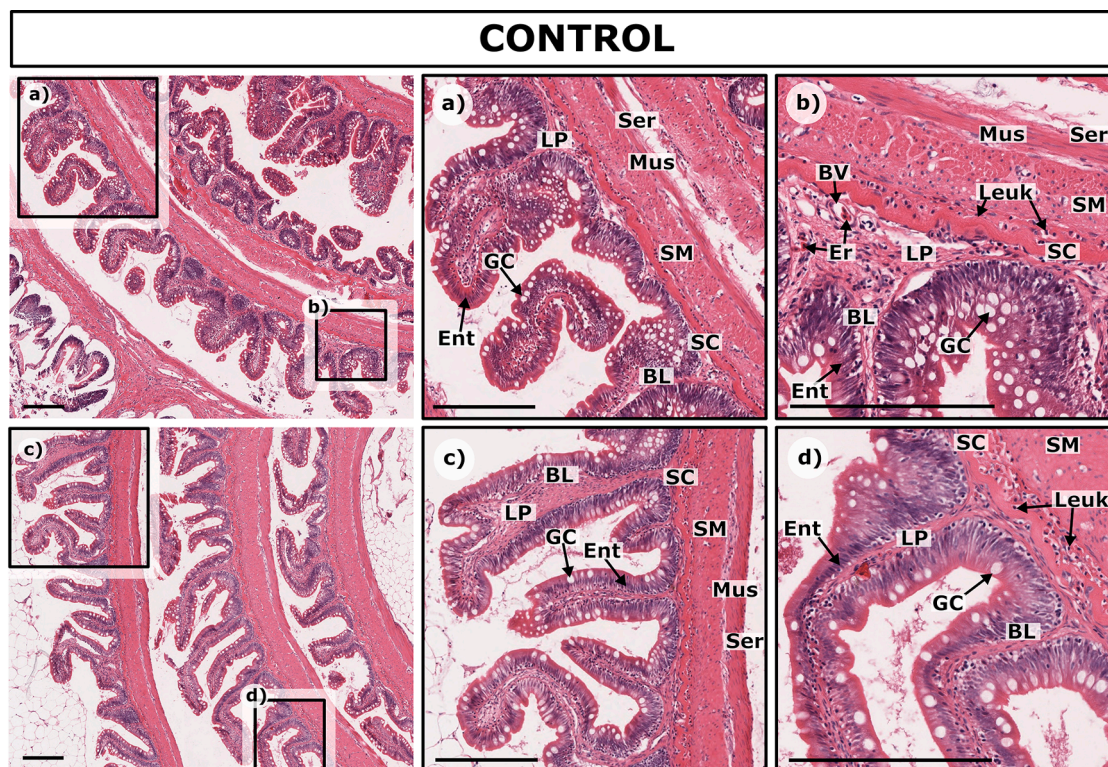 CONTROL
a)
b)
a)
LP
Ser
Mus
SM
GC
Ent
SC
BL
b)
Mus
Ser
BV
Leuk
SM
Er
LP
SC
BL
GC
Ent
c)
d)
c)
BL
SC
LP
SM
GC
Ent
Mus
Ser
d)
SC
SM
Leuk
Ent
LP
GC
BL